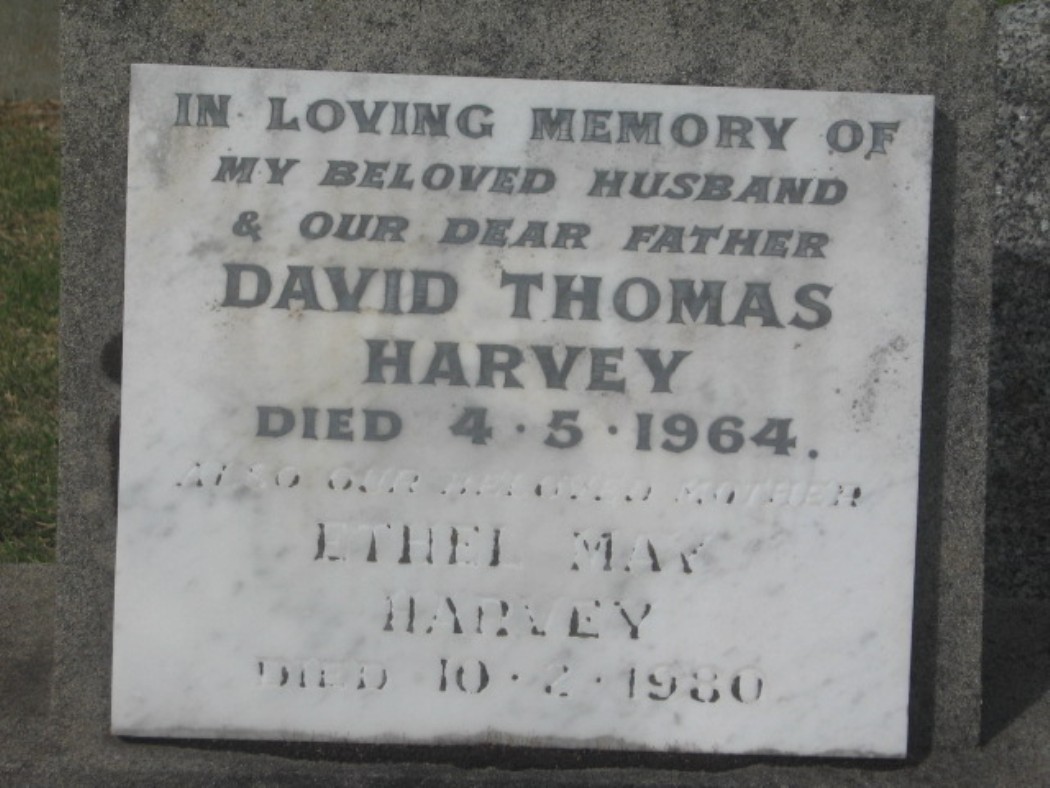 IN LOVING MEMORY OF
MY BELOVED HUSBAND
& OUR DEAR FATHER
DAVID THOMAS
HARVEY
DIED 4·5·1964.
ALSO OUR BELOVED MOTHER
ETHEL MAY
HARVEY
DIED 10·2·1980